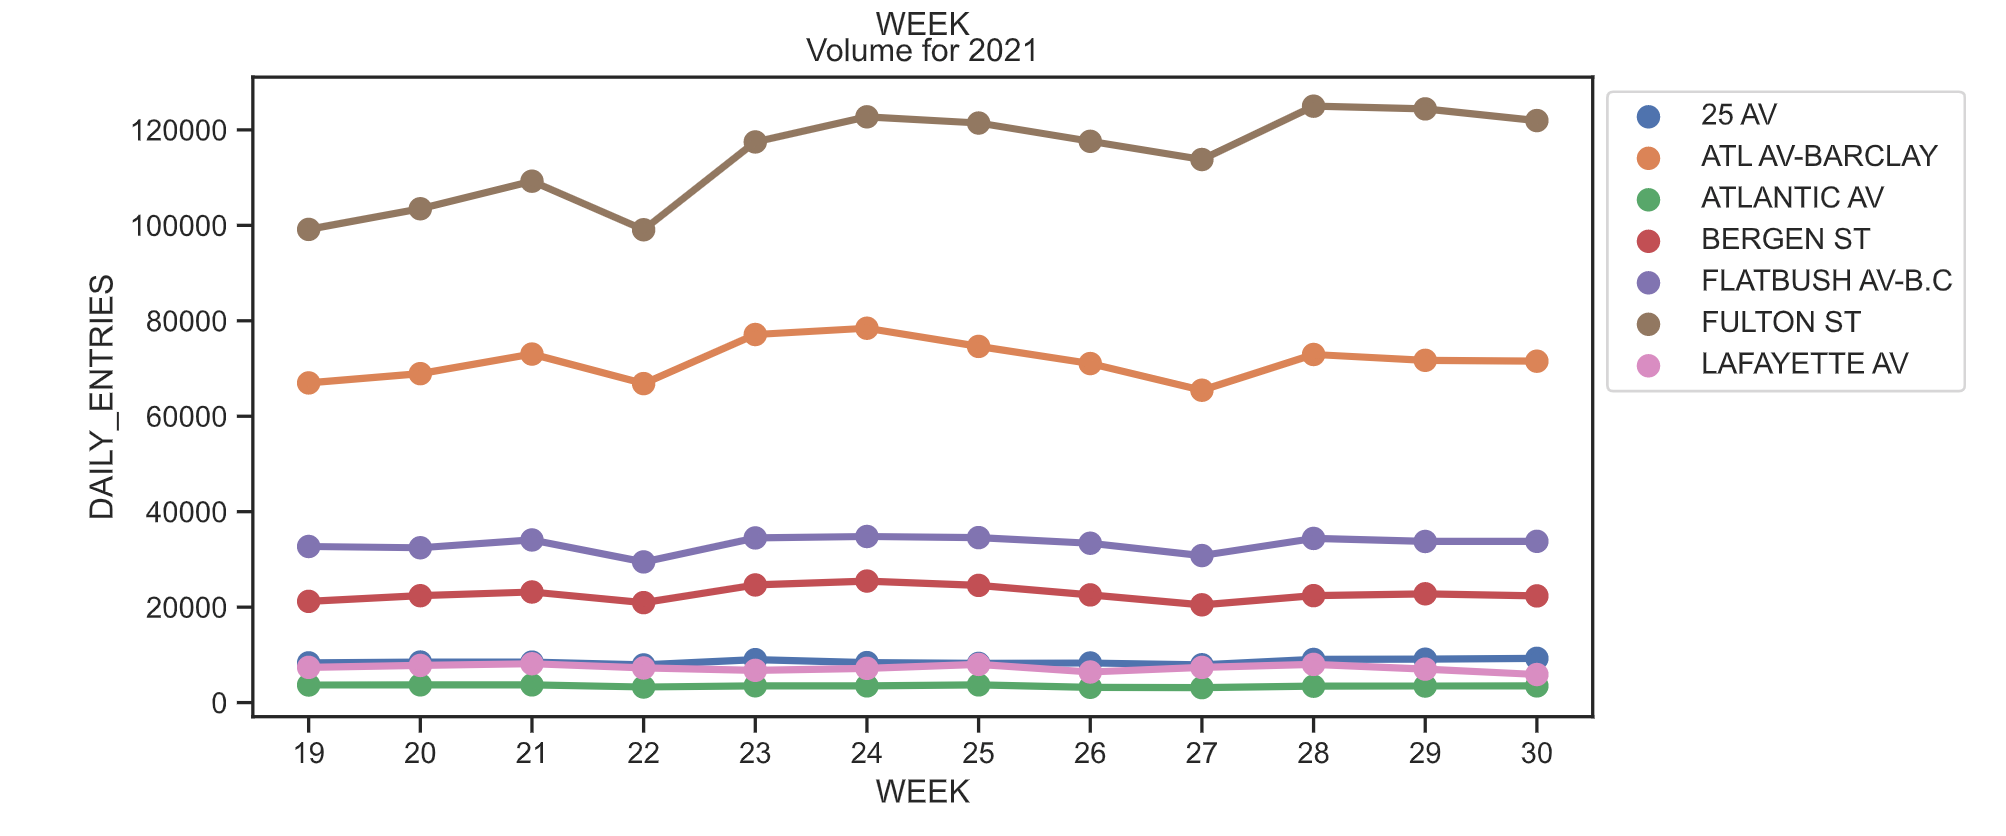 WEEK
Volume for 2021
DAILY_ENTRIES
120000
100000
80000
60000
40000
20000
0
19 20 21 22 23 24 25 26 27 28 29 30
WEEK
25 AV
ATL AV-BARCLAY
ATLANTIC AV
BERGEN ST
FLATBUSH AV-B.C
FULTON ST
LAFAYETTE AV